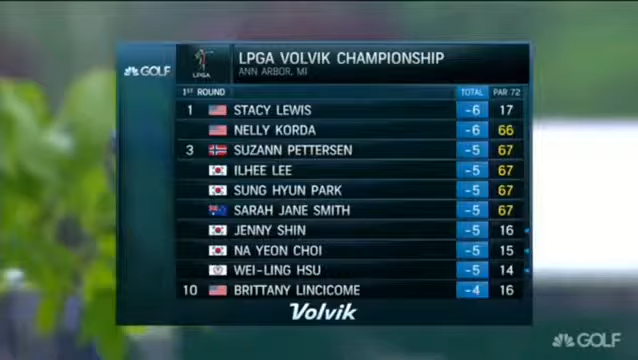 GOLF
LPGA
LPGA VOLVIK CHAMPIONSHIP
ANN ARBOR, MI
1ST ROUND TOTAL PAR 72
1 STACY LEWIS -6 17
NELLY KORDA -6 66
3 SUZANN PETTERSEN -5 67
ILHEE LEE -5 67
SUNG HYUN PARK -5 67
SARAH JANE SMITH -5 67
JENNY SHIN -5 16
NA YEON CHOI -5 15
WEI-LING HSU -5 14
10 BRITTANY LINCICOME -4 16
Volvik
GOLF